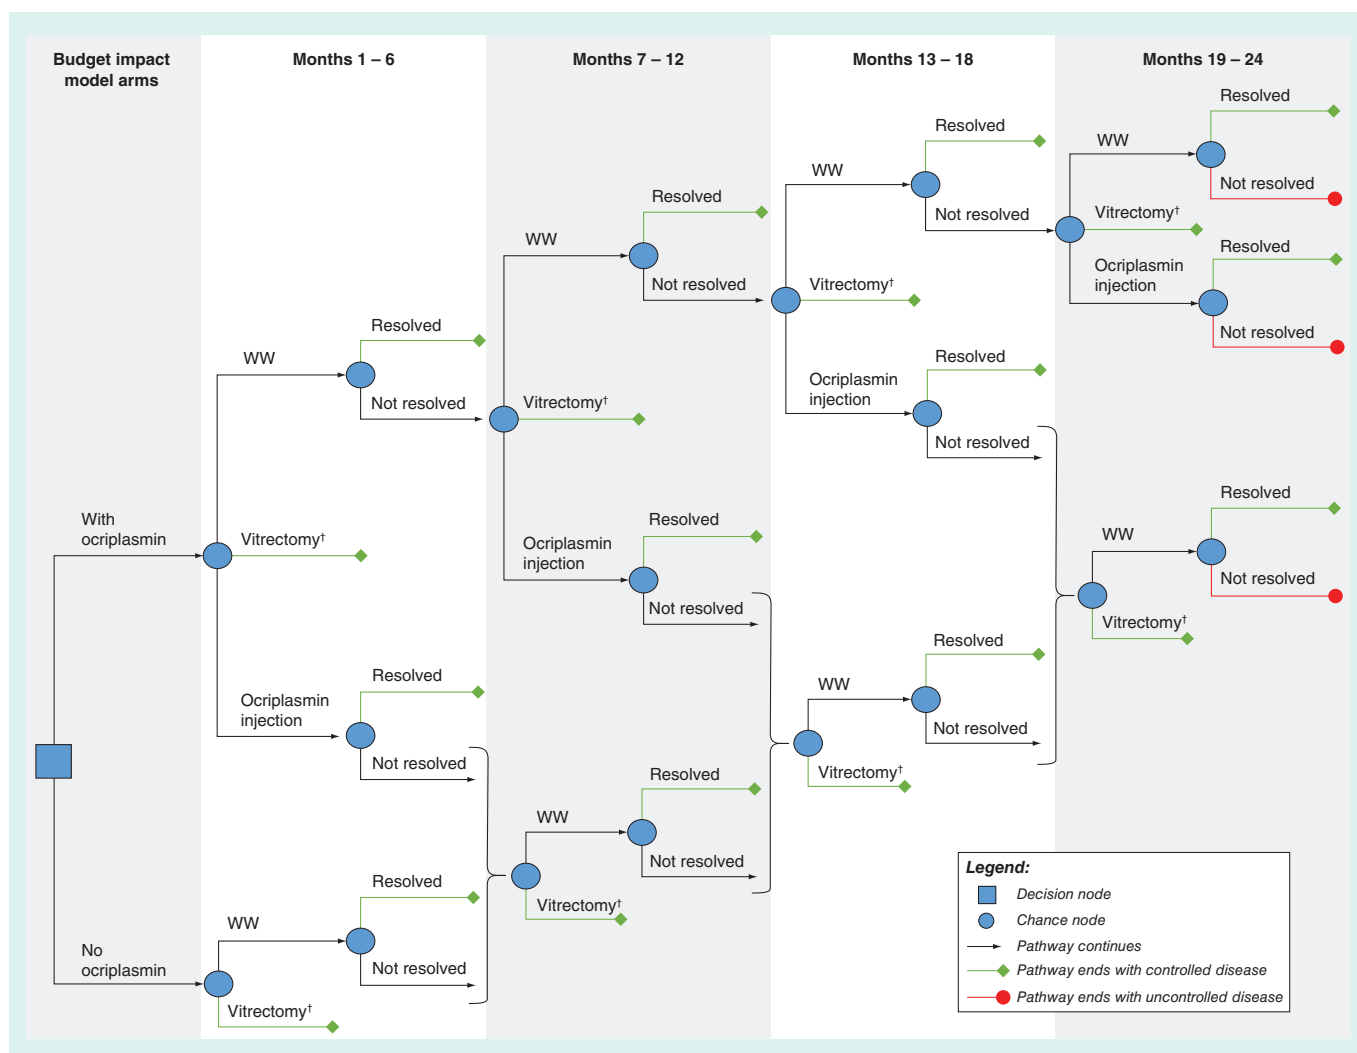 Budget impact
model arms
Months 1 – 6
Months 7 – 12
Months 13 – 18
Months 19 – 24
With
ocriplasmin
No
ocriplasmin
WW
Resolved
Not resolved
Vitrectomy†
Ocriplasmin
injection
Resolved
Not resolved
WW
Resolved
Not resolved
Vitrectomy†
WW
Resolved
Not resolved
Vitrectomy†
Ocriplasmin
injection
Resolved
Not resolved
WW
Resolved
Not resolved
Vitrectomy†
WW
Resolved
Not resolved
Vitrectomy†
Ocriplasmin
injection
Resolved
Not resolved
WW
Resolved
Not resolved
Vitrectomy†
WW
Resolved
Not resolved
Vitrectomy†
Ocriplasmin
injection
Resolved
Not resolved
WW
Resolved
Not resolved
Vitrectomy†
Legend:
Decision node
Chance node
Pathway continues
Pathway ends with controlled disease
Pathway ends with uncontrolled disease